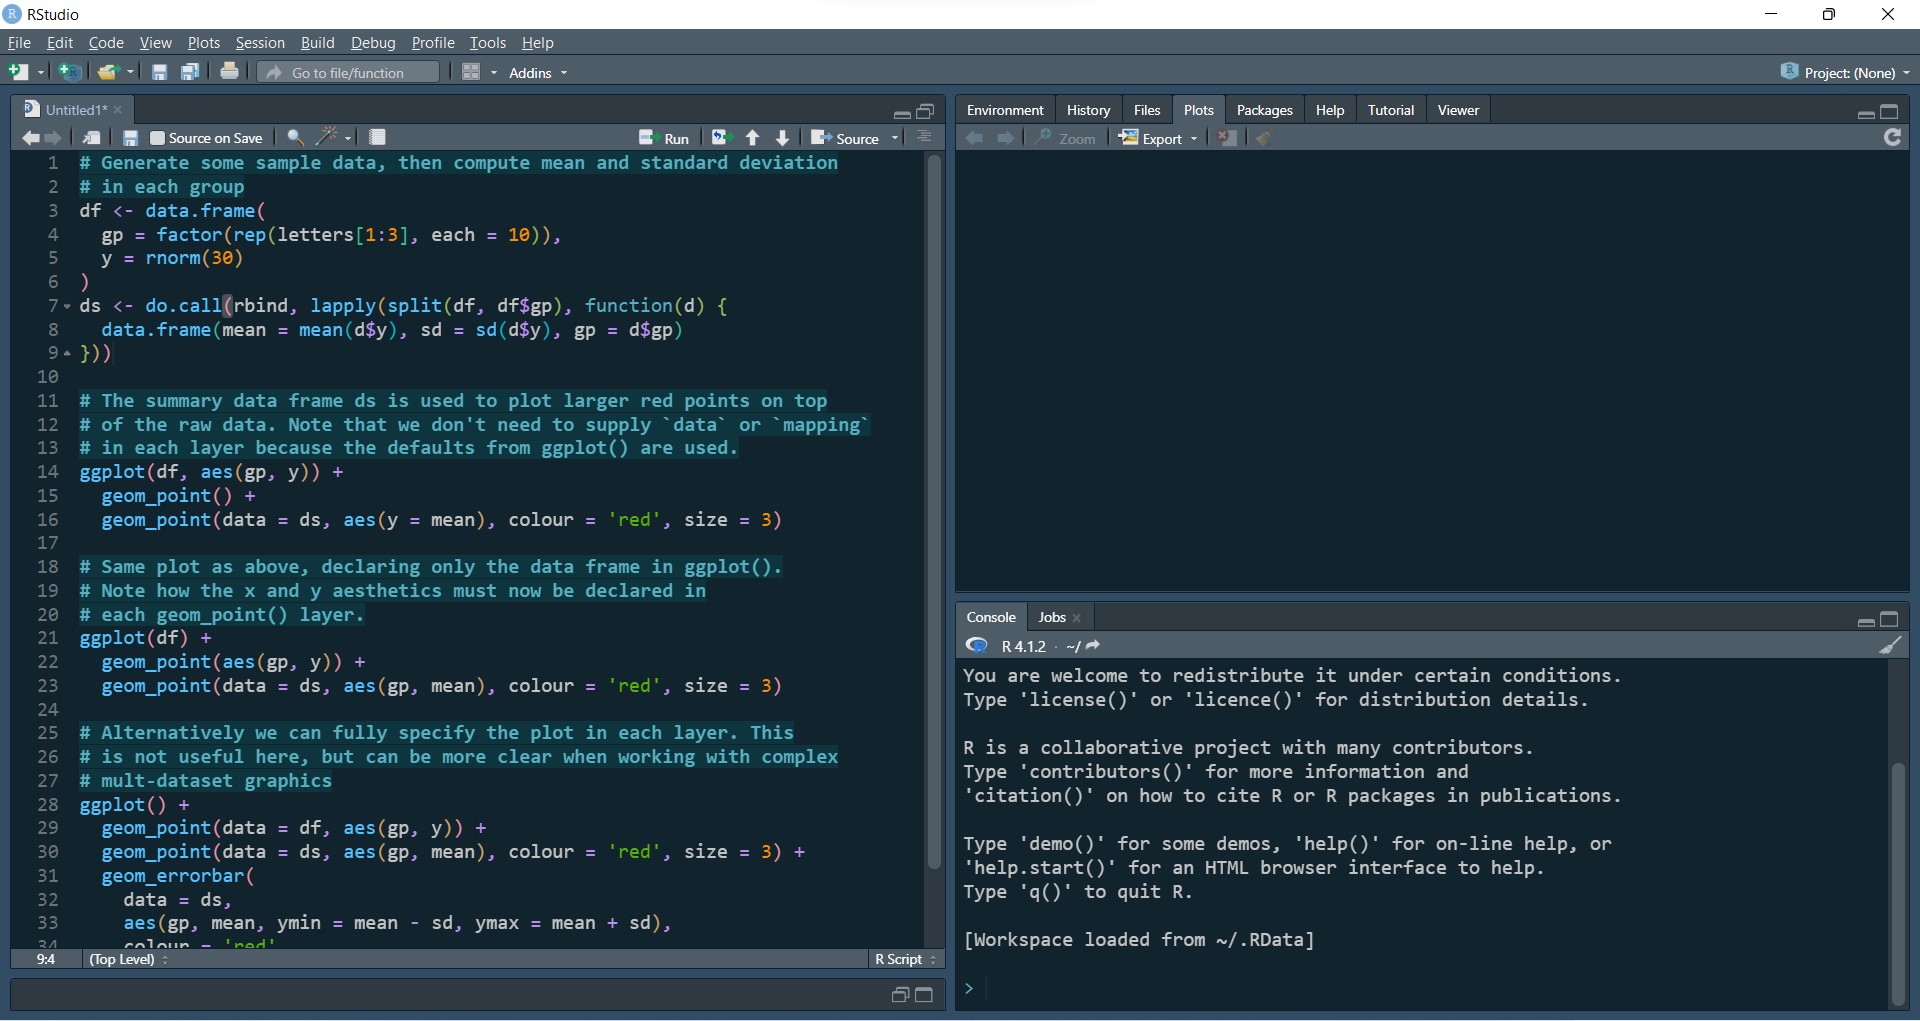 RStudio
File Edit Code View Plots Session Build Debug Profile Tools Help
Go to file/function Addins Project: (None)
Untitled1*
Source on Save Run Source
1 # Generate some sample data, then compute mean and standard deviation
2 # in each group
3 df <- data.frame(
4   gp = factor(rep(letters[1:3], each = 10)),
5   y = rnorm(30)
6 )
7 ds <- do.call(rbind, lapply(split(df, df$gp), function(d) {
8   data.frame(mean = mean(d$y), sd = sd(d$y), gp = d$gp)
9 }))
10
11 # The summary data frame ds is used to plot larger red points on top
12 # of the raw data. Note that we don't need to supply `data` or `mapping`
13 # in each layer because the defaults from ggplot() are used.
14 ggplot(df, aes(gp, y)) +
15   geom_point() +
16   geom_point(data = ds, aes(y = mean), colour = 'red', size = 3)
17
18 # Same plot as above, declaring only the data frame in ggplot().
19 # Note how the x and y aesthetics must now be declared in
20 # each geom_point() layer.
21 ggplot(df) +
22   geom_point(aes(gp, y)) +
23   geom_point(data = ds, aes(gp, mean), colour = 'red', size = 3)
24
25 # Alternatively we can fully specify the plot in each layer. This
26 # is not useful here, but can be more clear when working with complex
27 # mult-dataset graphics
28 ggplot() +
29   geom_point(data = df, aes(gp, y)) +
30   geom_point(data = ds, aes(gp, mean), colour = 'red', size = 3) +
31   geom_errorbar(
32     data = ds,
33     aes(gp, mean, ymin = mean - sd, ymax = mean + sd),
34     colour = 'red'
9:4 (Top Level) R Script
Environment History Files Plots Packages Help Tutorial Viewer
Zoom Export
Console Jobs
R 4.1.2 · ~/
You are welcome to redistribute it under certain conditions.
Type 'license()' or 'licence()' for distribution details.
R is a collaborative project with many contributors.
Type 'contributors()' for more information and
'citation()' on how to cite R or R packages in publications.
Type 'demo()' for some demos, 'help()' for on-line help, or
'help.start()' for an HTML browser interface to help.
Type 'q()' to quit R.
[Workspace loaded from ~/.RData]
>